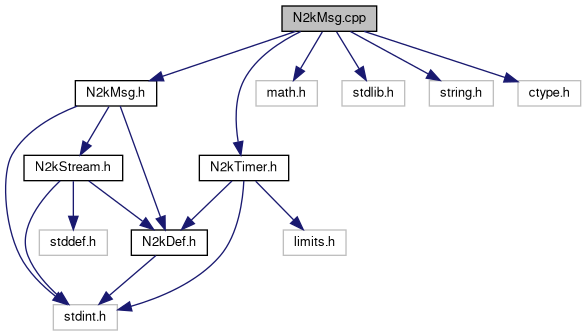 N2kMsg.cpp
N2kMsg.h
math.h
stdlib.h
string.h
ctype.h
N2kStream.h
N2kTimer.h
stddef.h
N2kDef.h
limits.h
stdint.h